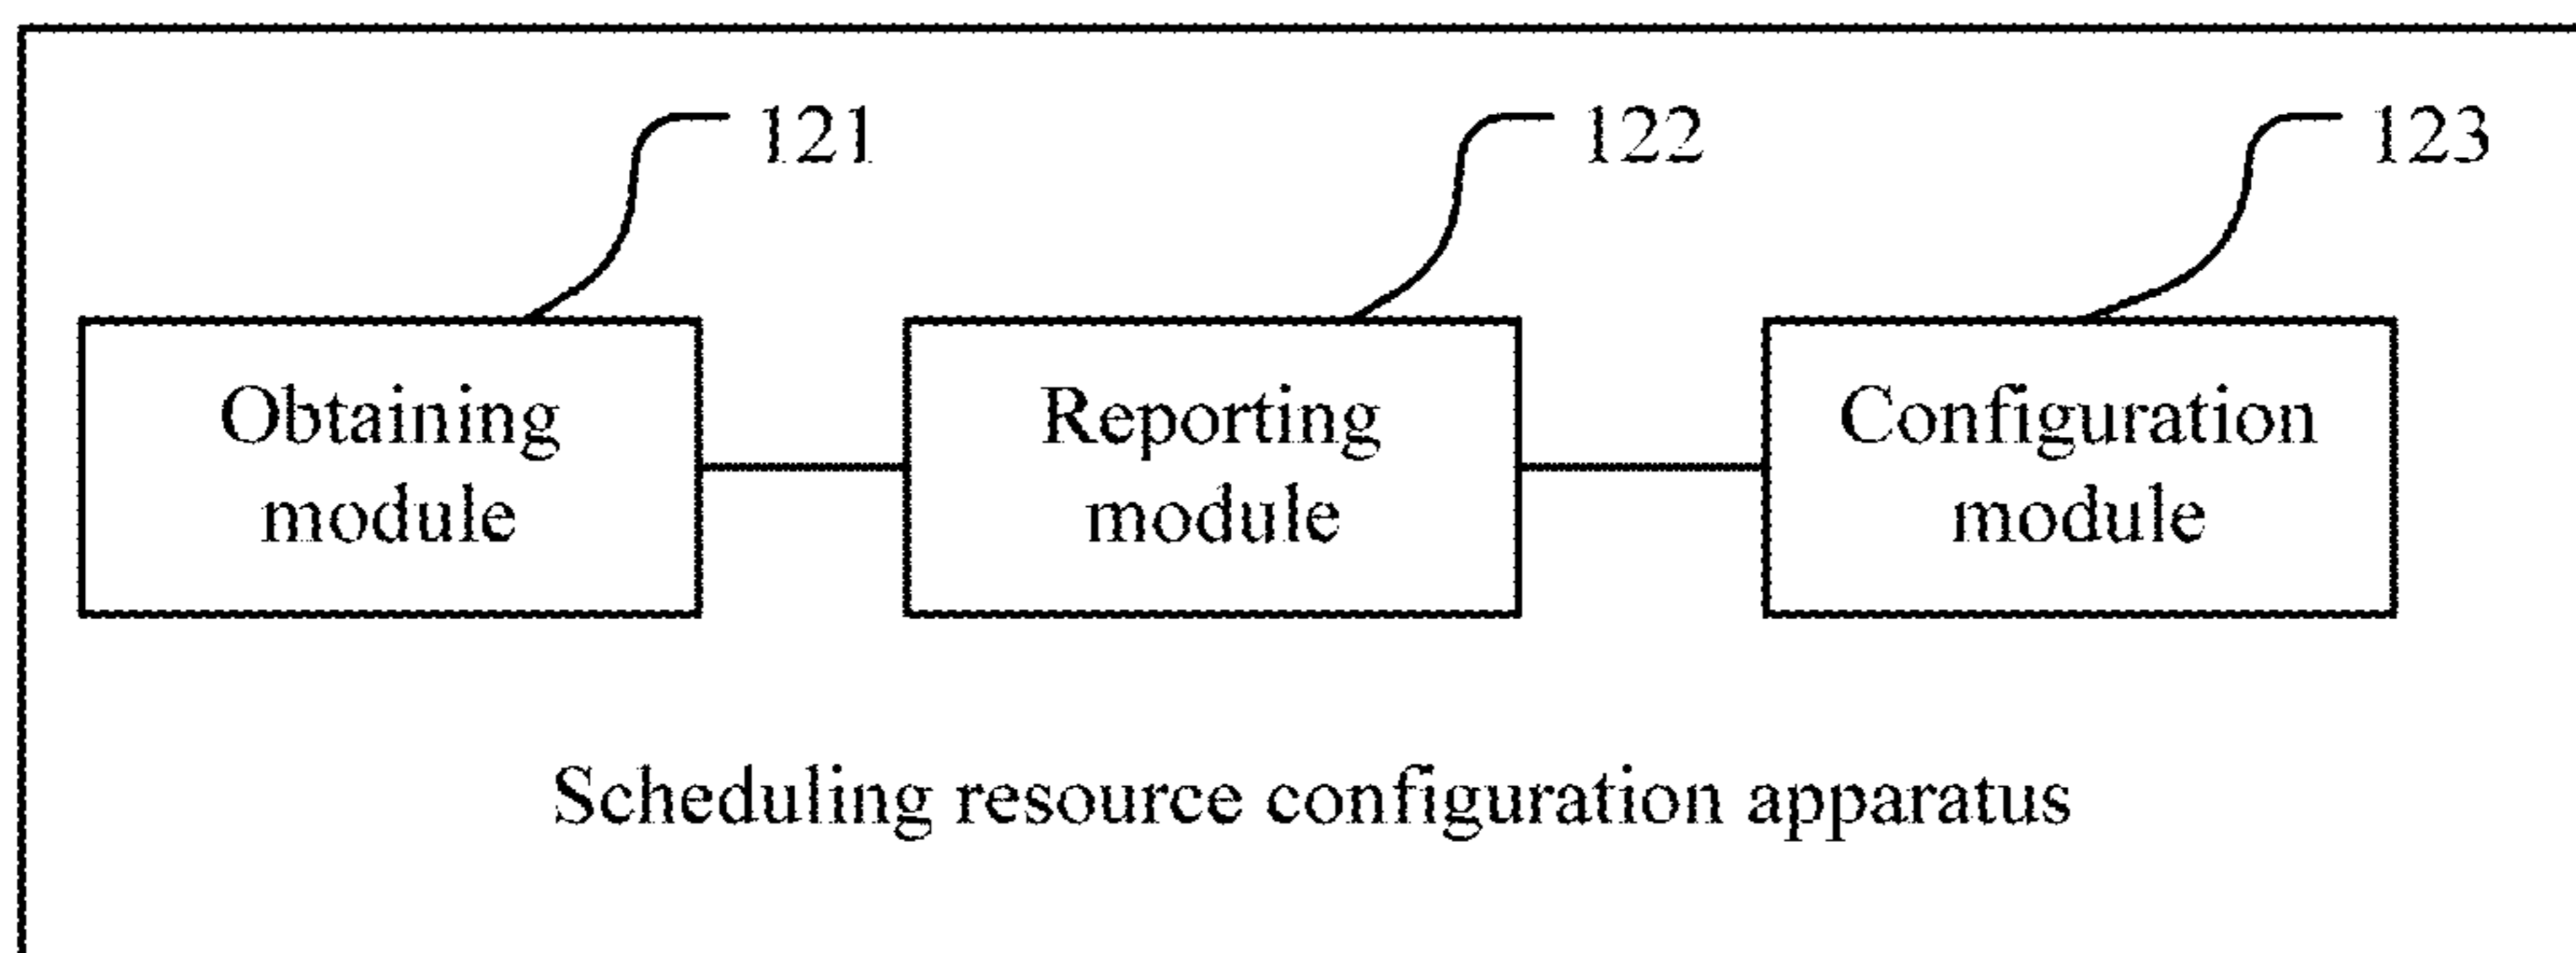 121
122
123
Obtaining
module
Reporting
module
Configuration
module
Scheduling resource configuration apparatus